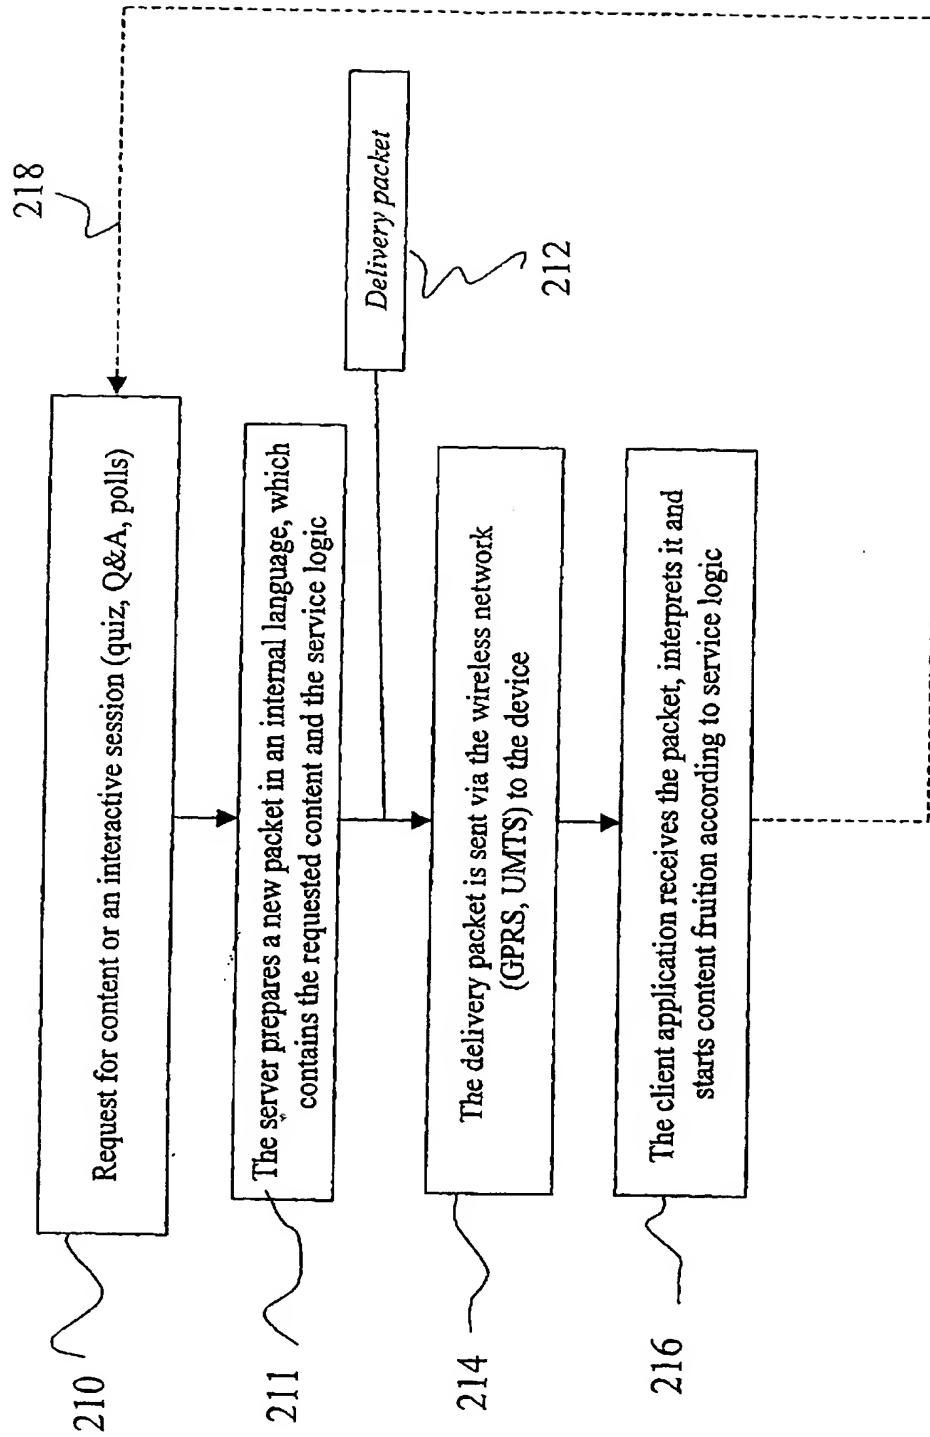 218
Request for content or an interactive session (quiz, Q&A, polls)
210
The server prepares a new packet in an internal language, which
contains the requested content and the service logic
211
Delivery packet
212
The delivery packet is sent via the wireless network
(GPRS, UMTS) to the device
214
The client application receives the packet, interprets it and
starts content fruition according to service logic
216